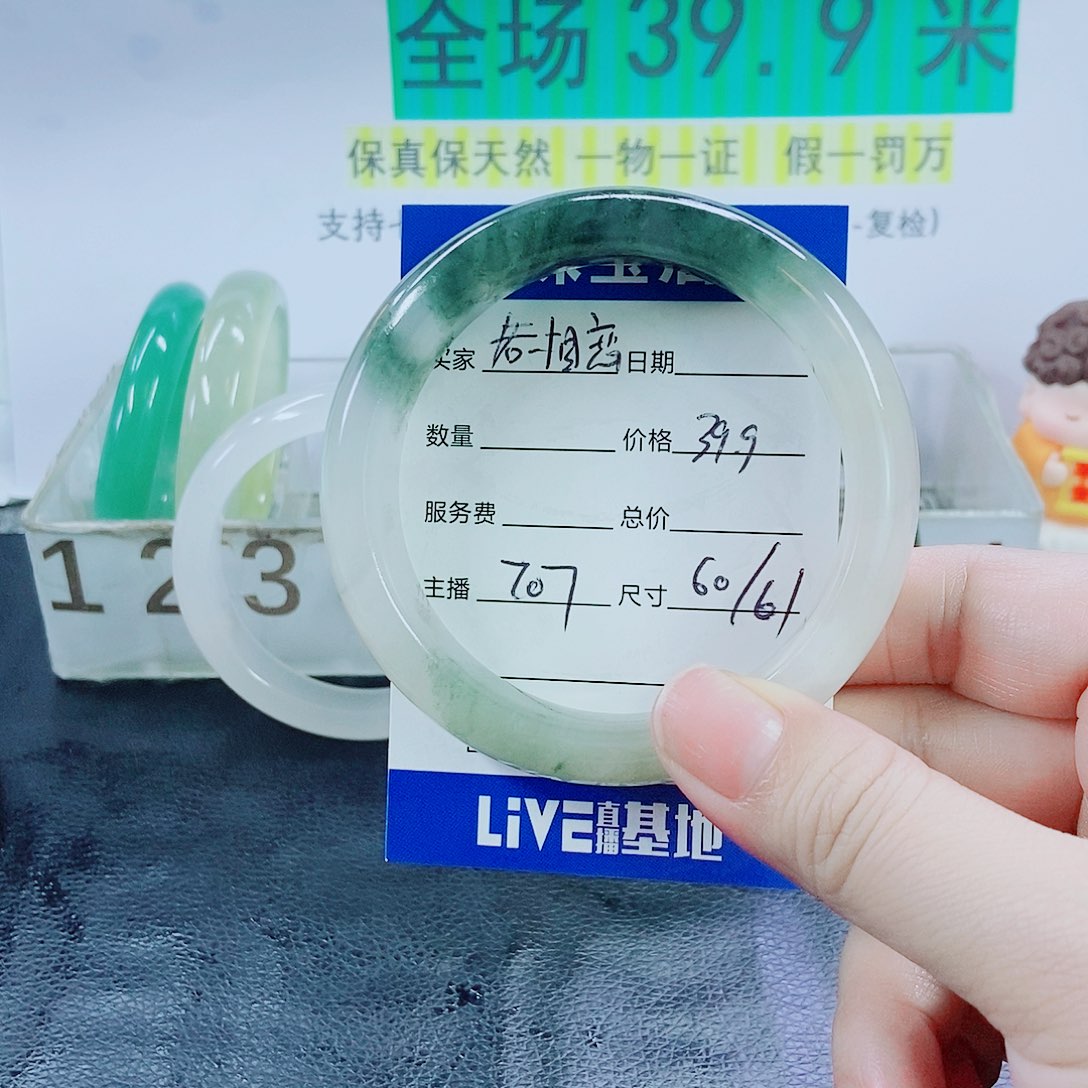 全场 39.9 米
保真保天然 一物一证 假一罚万
支持 复检)
买家 日期
数量 价格 39.9
服务费 总价
主播 707 尺寸 60/61
LiVE直播基地
1 2 3